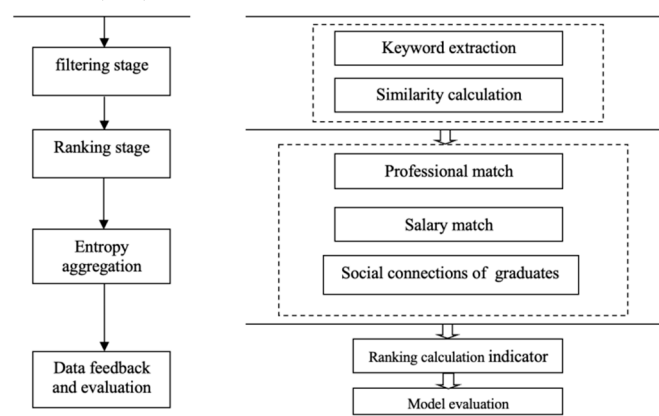 filtering stage
Ranking stage
Entropy
aggregation
Data feedback
and evaluation
Keyword extraction
Similarity calculation
Professional match
Salary match
Social connections of graduates
Ranking calculation indicator
Model evaluation